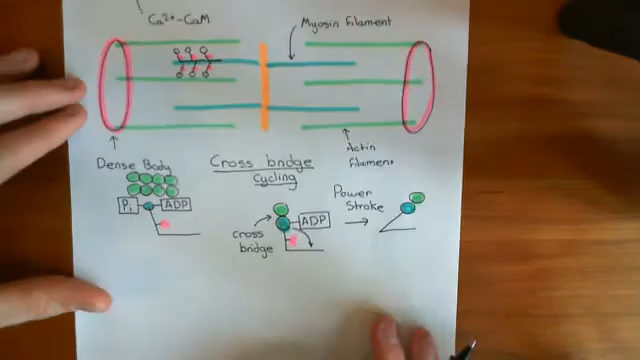 Ca²⁺-CaM
Myosin Filament
Actin
Filament
Dense Body
Cross bridge
Cycling
Pi
ADP
Cross
bridge
ADP
Power
Stroke